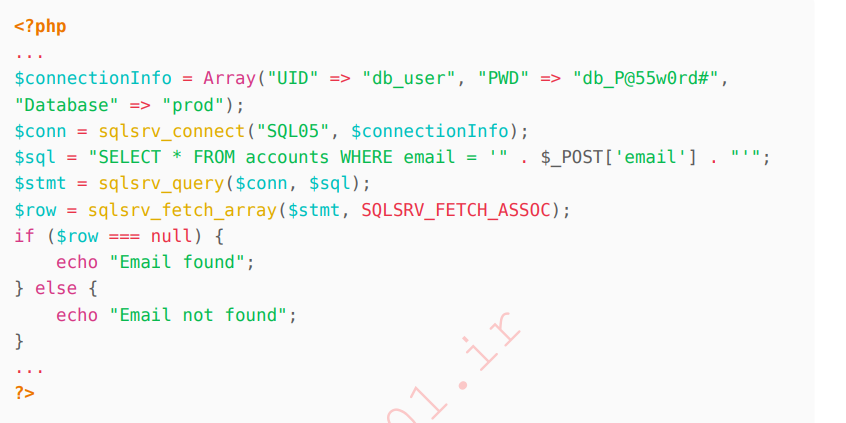 <?php
...
$connectionInfo = Array("UID" => "db_user", "PWD" => "db_P@55w0rd#",
"Database" => "prod");
$conn = sqlsrv_connect("SQL05", $connectionInfo);
$sql = "SELECT * FROM accounts WHERE email = '" . $_POST['email'] . "'";
$stmt = sqlsrv_query($conn, $sql);
$row = sqlsrv_fetch_array($stmt, SQLSRV_FETCH_ASSOC);
if ($row === null) {
    echo "Email found";
} else {
    echo "Email not found";
}
...
?>
01.ir